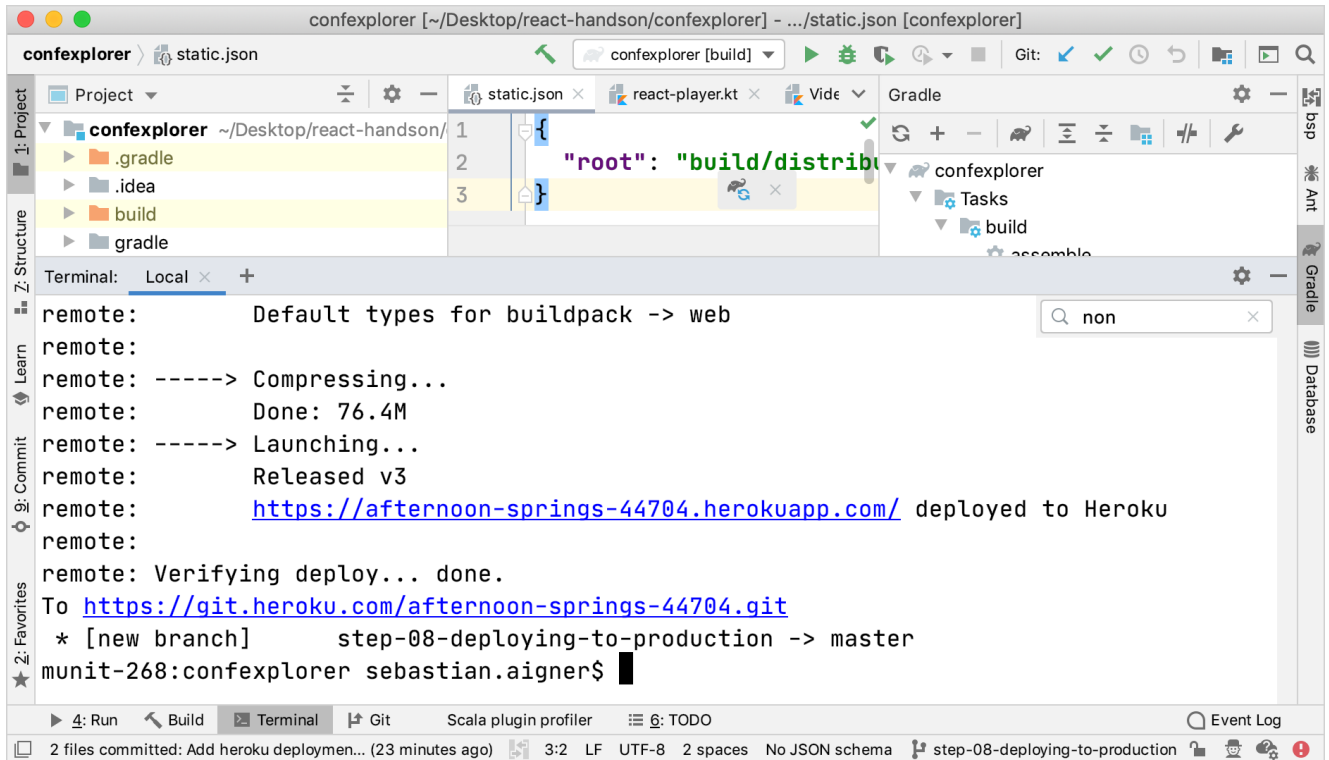 confexplorer [~/Desktop/react-handson/confexplorer] - .../static.json [confexplorer]
confexplorer static.json
confexplorer [build]
Git:
1: Project
Z: Structure
Learn
9: Commit
2: Favorites
Project
confexplorer ~/Desktop/react-handson/
.gradle
.idea
build
gradle
static.json
react-player.kt
Vide
1 {
2 "root": "build/distribu
3 }
Gradle
confexplorer
Tasks
build
assemble
bsp
Ant
Gradle
Database
Terminal: Local
non
remote: Default types for buildpack -> web
remote:
remote: -----> Compressing...
remote: Done: 76.4M
remote: -----> Launching...
remote: Released v3
remote: https://afternoon-springs-44704.herokuapp.com/ deployed to Heroku
remote:
remote: Verifying deploy... done.
To https://git.heroku.com/afternoon-springs-44704.git
* [new branch] step-08-deploying-to-production -> master
munit-268:confexplorer sebastian.aigner$
4: Run Build Terminal Git Scala plugin profiler 6: TODO Event Log
2 files committed: Add heroku deploymen... (23 minutes ago) 3:2 LF UTF-8 2 spaces No JSON schema step-08-deploying-to-production